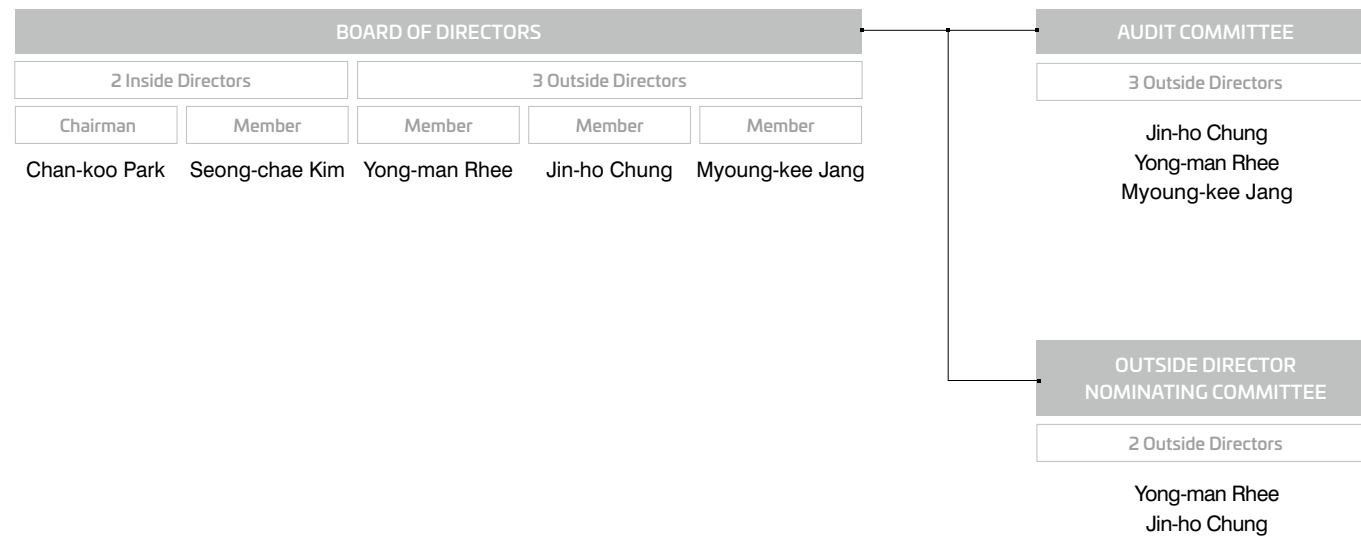 BOARD OF DIRECTORS
2 Inside Directors
3 Outside Directors
Chairman
Member
Member
Member
Member
Chan-koo Park
Seong-chae Kim
Yong-man Rhee
Jin-ho Chung
Myoung-kee Jang
AUDIT COMMITTEE
3 Outside Directors
Jin-ho Chung
Yong-man Rhee
Myoung-kee Jang
OUTSIDE DIRECTOR
NOMINATING COMMITTEE
2 Outside Directors
Yong-man Rhee
Jin-ho Chung